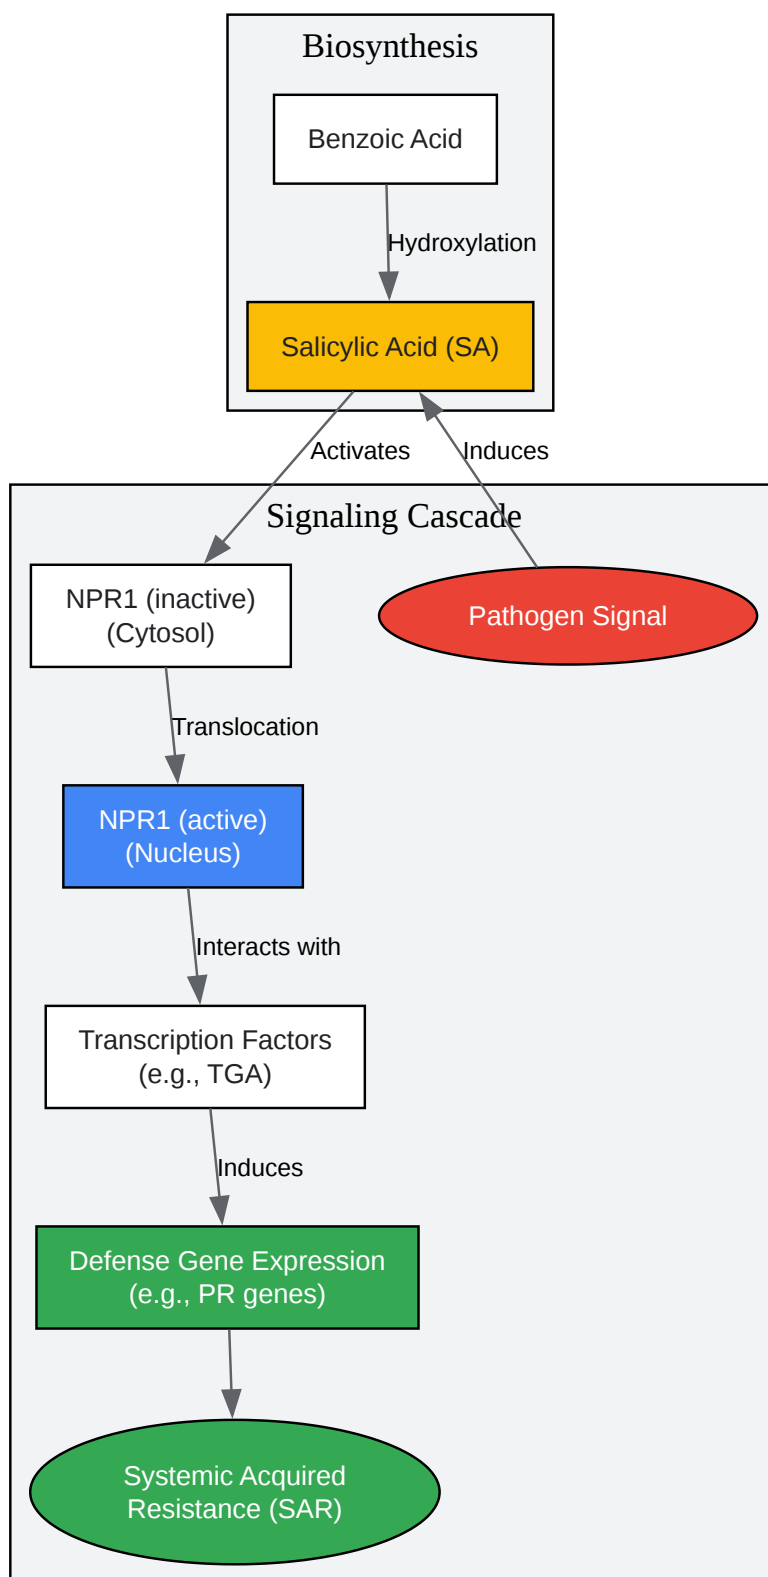 Biosynthesis
Benzoic Acid
Hydroxylation
Salicylic Acid (SA)
Activates
Induces
Signaling Cascade
NPR1 (inactive)
(Cytosol)
Pathogen Signal
Translocation
NPR1 (active)
(Nucleus)
Interacts with
Transcription Factors
(e.g., TGA)
Induces
Defense Gene Expression
(e.g., PR genes)
Systemic Acquired
Resistance (SAR)